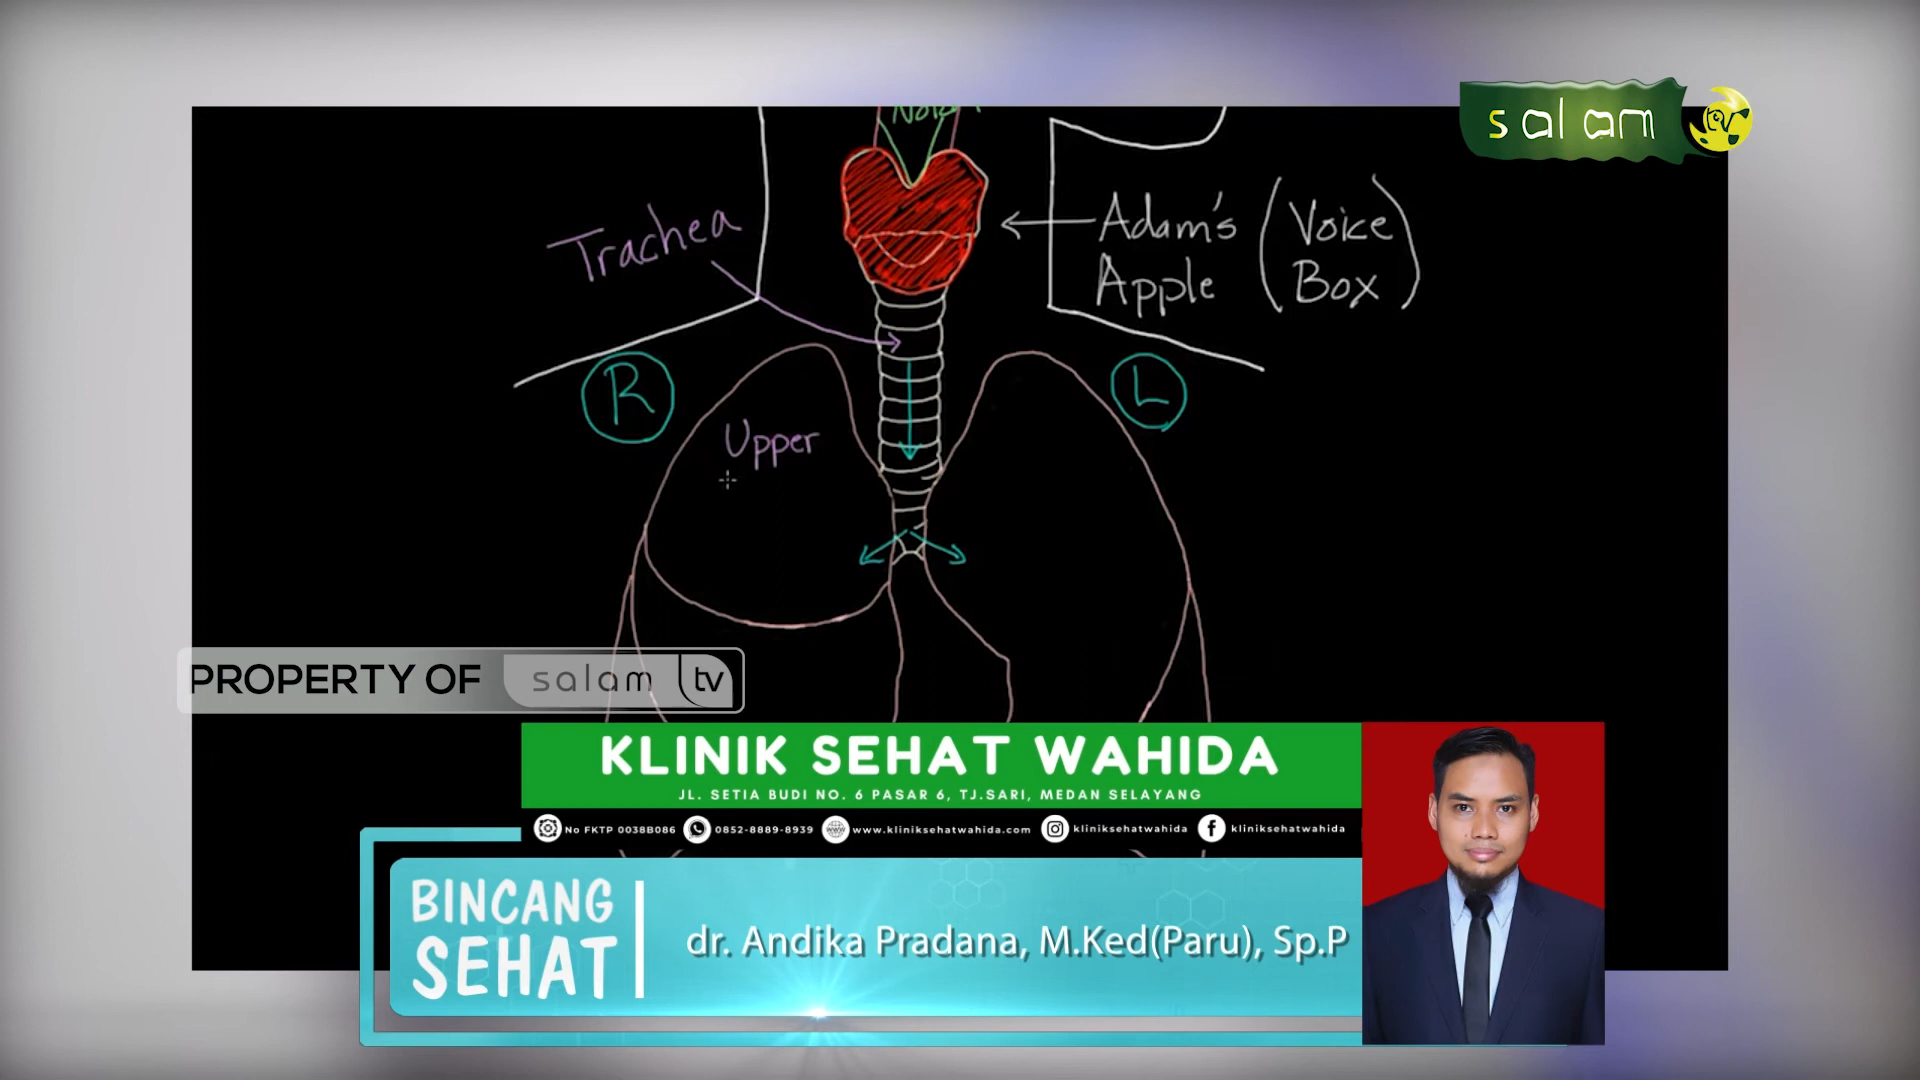 salam tv
Trachea
Adam's
Apple
(Voice
Box)
R
L
Upper
PROPERTY OF salam tv
KLINIK SEHAT WAHIDA
JL. SETIA BUDI NO. 6 PASAR 6, TJ.SARI, MEDAN SELAYANG
No FKTP 0038B086 0852-8889-8939 www.kliniksehatwahida.com kliniksehatwahida kliniksehatwahida
BINCANG
SEHAT
dr. Andika Pradana, M.Ked(Paru), Sp.P